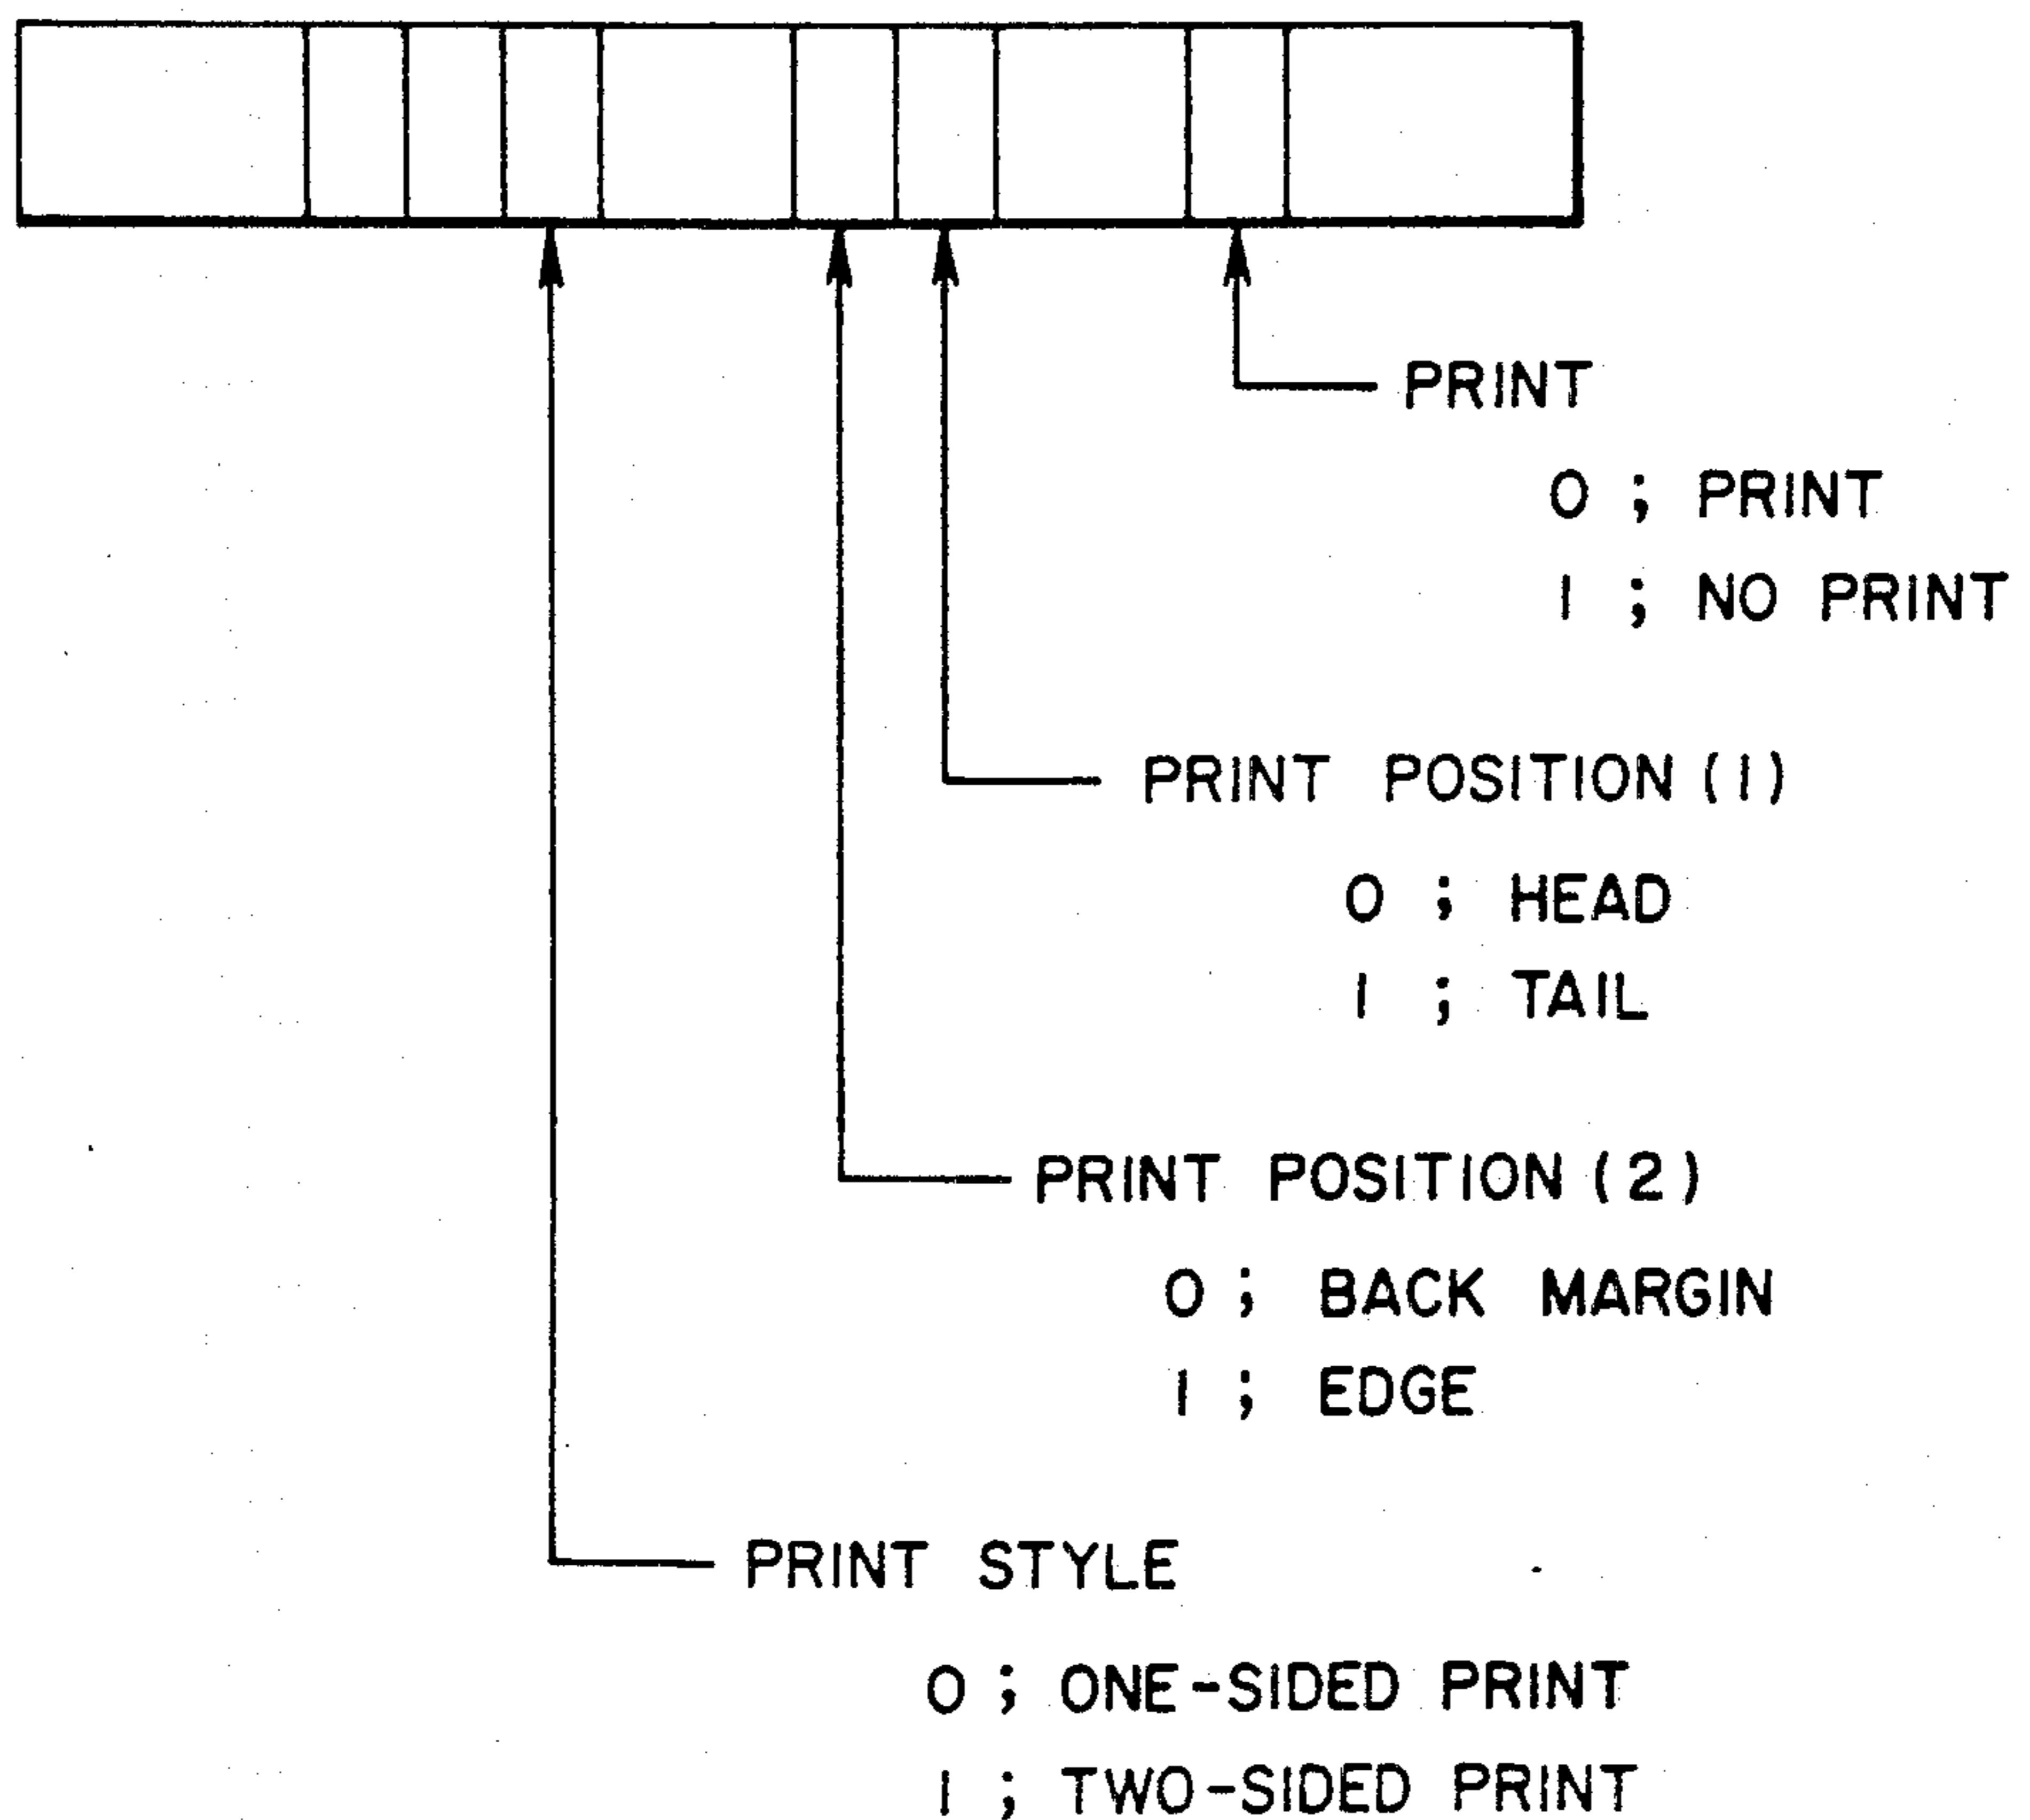 PRINT
0 ; PRINT
1 ; NO PRINT
PRINT POSITION (1)
0 ; HEAD
1 ; TAIL
PRINT POSITION (2)
0 ; BACK MARGIN
1 ; EDGE
PRINT STYLE
0 ; ONE-SIDED PRINT
1 ; TWO-SIDED PRINT